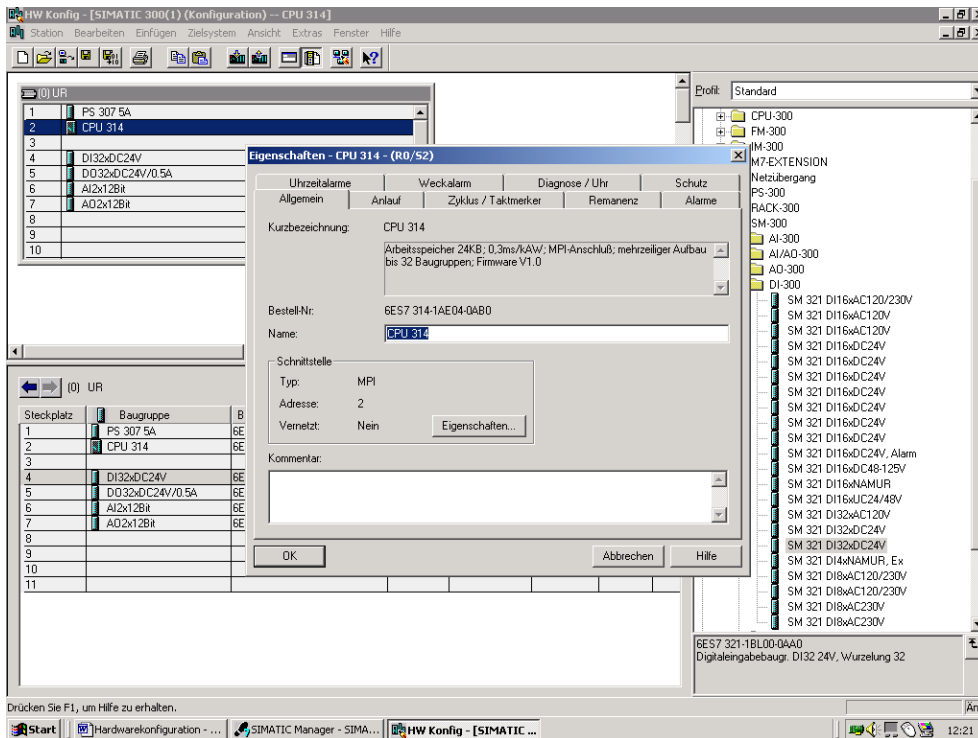 HW Konfig - [SIMATIC 300(1) (Konfiguration) -- CPU 314]
Station Bearbeiten Einfügen Zielsystem Ansicht Extras Fenster Hilfe
(0) UR
1 PS 307 5A
2 CPU 314
3
4 DI32xDC24V
5 DO32xDC24V/0.5A
6 AI2x12Bit
7 AO2x12Bit
8
9
10
Eigenschaften - CPU 314 - (R0/S2)
Uhrzeitalarme Weckalarm Diagnose / Uhr Schutz
Allgemein Anlauf Zyklus / Taktmerker Remanenz Alarme
Kurzbezeichnung: CPU 314
Arbeitsspeicher 24KB; 0,3ms/kAW; MPI-Anschluß; mehrzeiliger Aufbau
bis 32 Baugruppen; Firmware V1.0
Bestell-Nr: 6ES7 314-1AE04-0AB0
Name: CPU 314
Schnittstelle
Typ: MPI
Adresse: 2
Vernetzt: Nein Eigenschaften...
Kommentar:
OK Abbrechen Hilfe
(0) UR
Steckplatz Baugruppe B
1 PS 307 5A 6E
2 CPU 314 6E
3
4 DI32xDC24V 6E
5 DO32xDC24V/0.5A 6E
6 AI2x12Bit 6E
7 AO2x12Bit 6E
8
9
10
11
Profil: Standard
CPU-300
FM-300
IM-300
M7-EXTENSION
Netzübergang
PS-300
RACK-300
SM-300
AI-300
AI/AO-300
AO-300
DI-300
SM 321 DI16xAC120/230V
SM 321 DI16xAC120V
SM 321 DI16xAC120V
SM 321 DI16xDC24V
SM 321 DI16xDC24V
SM 321 DI16xDC24V
SM 321 DI16xDC24V
SM 321 DI16xDC24V
SM 321 DI16xDC24V
SM 321 DI16xDC24V
SM 321 DI16xDC24V, Alarm
SM 321 DI16xDC48-125V
SM 321 DI16xNAMUR
SM 321 DI16xUC24/48V
SM 321 DI32xAC120V
SM 321 DI32xDC24V
SM 321 DI32xDC24V
SM 321 DI4xNAMUR, Ex
SM 321 DI8xAC120/230V
SM 321 DI8xAC120/230V
SM 321 DI8xAC230V
SM 321 DI8xAC230V
6ES7 321-1BL00-0AA0
Digitaleingabebaugr. DI32 24V, Wurzelung 32
Drücken Sie F1, um Hilfe zu erhalten. Än
Start Hardwarekonfiguration - ... SIMATIC Manager - SIMA... HW Konfig - [SIMATIC ... 12:21